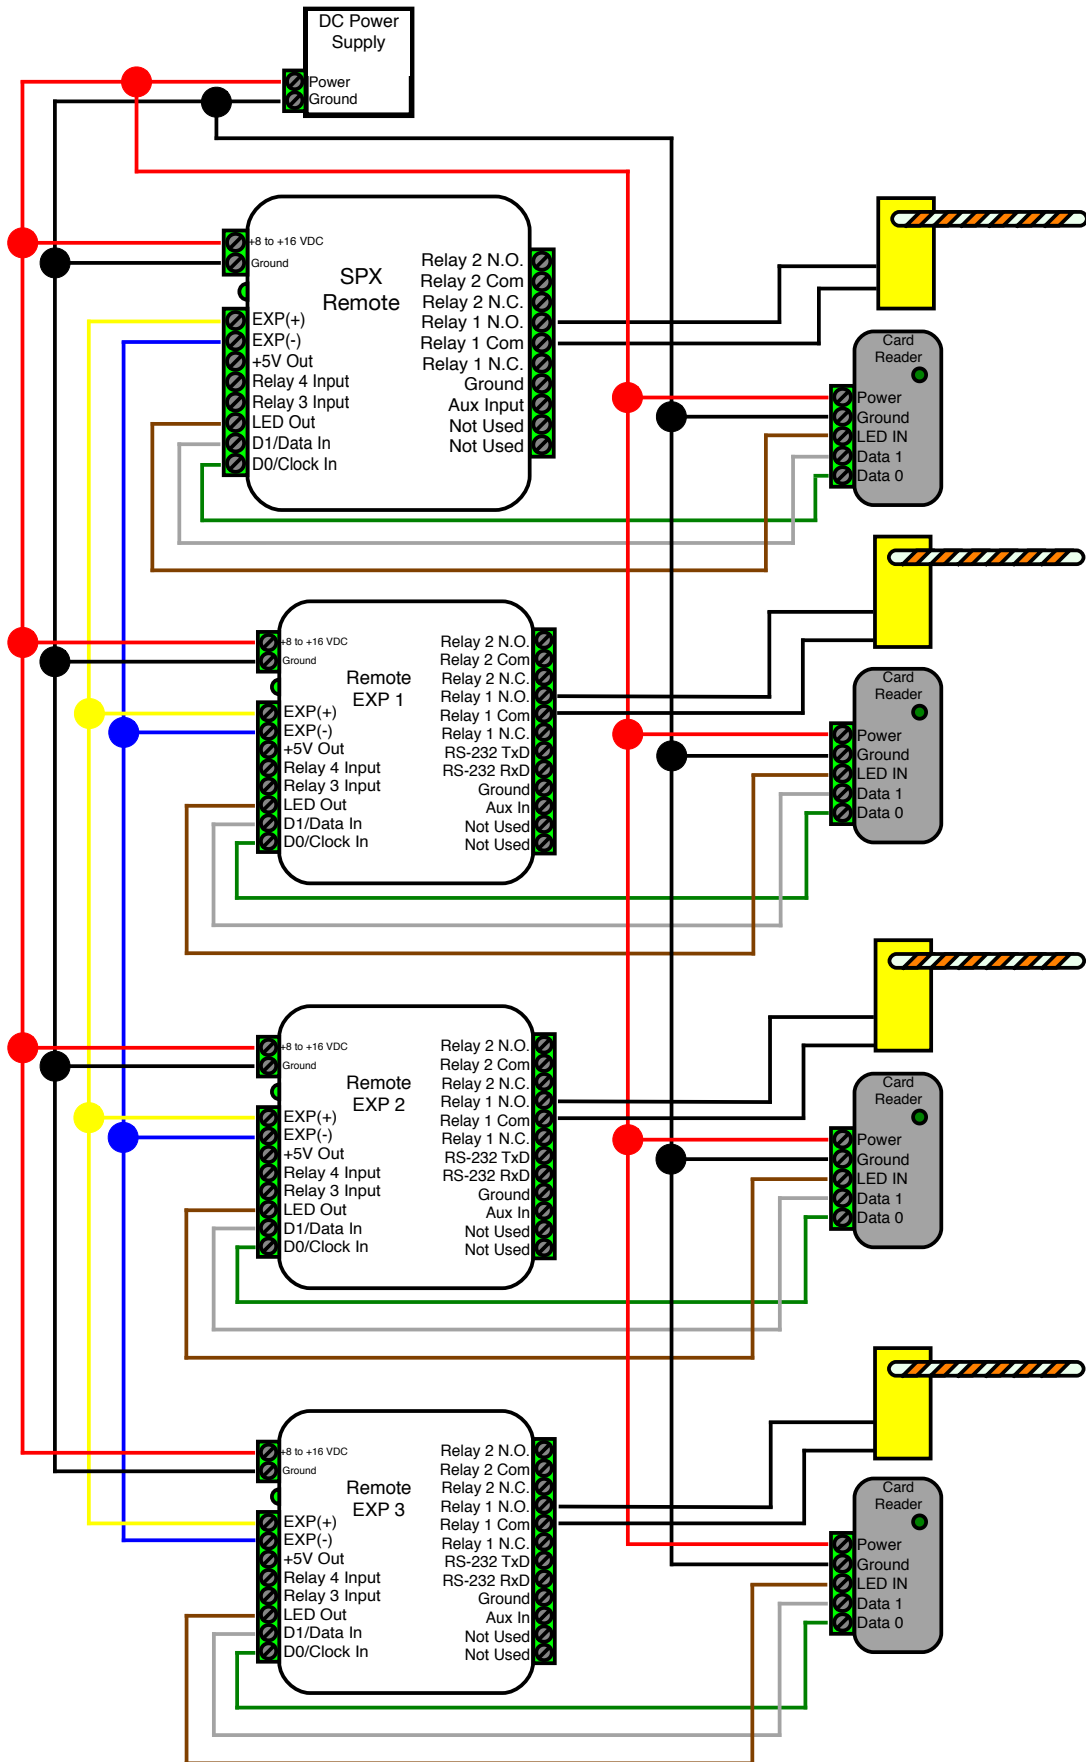 DC Power
Supply
Power
Ground
+8 to +16 VDC
Ground
SPX
Remote
EXP(+)
EXP(-)
+5V Out
Relay 4 Input
Relay 3 Input
LED Out
D1/Data In
D0/Clock In
Relay 2 N.O.
Relay 2 Com
Relay 2 N.C.
Relay 1 N.O.
Relay 1 Com
Relay 1 N.C.
Ground
Aux Input
Not Used
Not Used
Card
Reader
Power
Ground
LED IN
Data 1
Data 0
+8 to +16 VDC
Ground
Remote
EXP 1
EXP(+)
EXP(-)
+5V Out
Relay 4 Input
Relay 3 Input
LED Out
D1/Data In
D0/Clock In
Relay 2 N.O.
Relay 2 Com
Relay 2 N.C.
Relay 1 N.O.
Relay 1 Com
Relay 1 N.C.
RS-232 TxD
RS-232 RxD
Ground
Aux In
Not Used
Not Used
Card
Reader
Power
Ground
LED IN
Data 1
Data 0
+8 to +16 VDC
Ground
Remote
EXP 2
EXP(+)
EXP(-)
+5V Out
Relay 4 Input
Relay 3 Input
LED Out
D1/Data In
D0/Clock In
Relay 2 N.O.
Relay 2 Com
Relay 2 N.C.
Relay 1 N.O.
Relay 1 Com
Relay 1 N.C.
RS-232 TxD
RS-232 RxD
Ground
Aux In
Not Used
Not Used
Card
Reader
Power
Ground
LED IN
Data 1
Data 0
+8 to +16 VDC
Ground
Remote
EXP 3
EXP(+)
EXP(-)
+5V Out
Relay 4 Input
Relay 3 Input
LED Out
D1/Data In
D0/Clock In
Relay 2 N.O.
Relay 2 Com
Relay 2 N.C.
Relay 1 N.O.
Relay 1 Com
Relay 1 N.C.
RS-232 TxD
RS-232 RxD
Ground
Aux In
Not Used
Not Used
Card
Reader
Power
Ground
LED IN
Data 1
Data 0